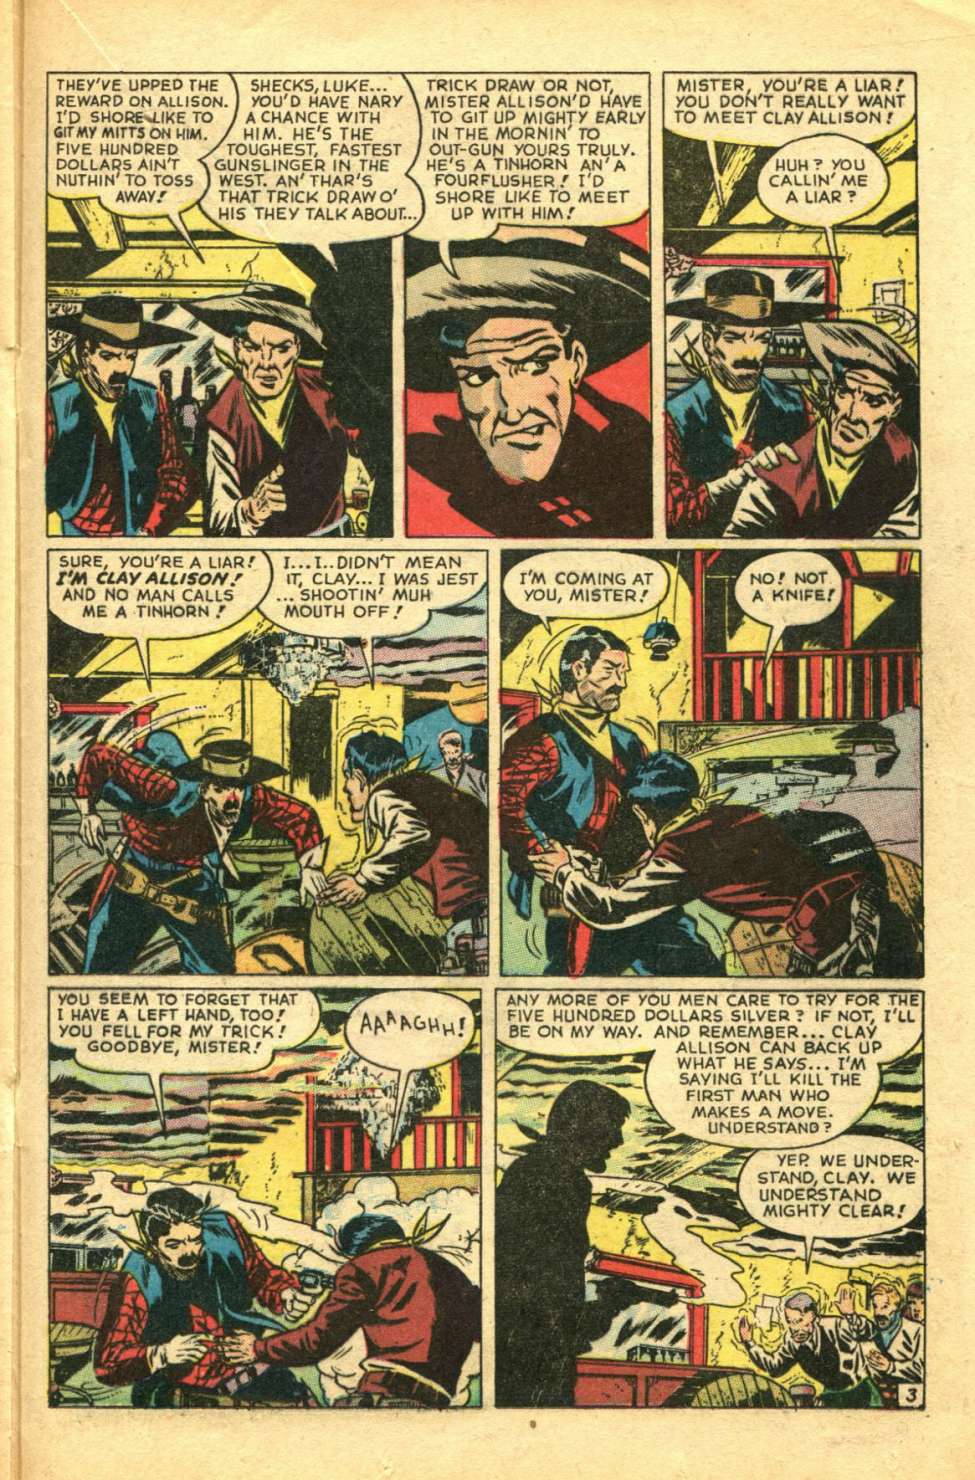 THEY'VE UPPED THE
REWARD ON ALLISON.
I'D SHORE LIKE TO
GIT MY MITTS ON HIM.
FIVE HUNDRED
DOLLARS AIN'T
NUTHIN' TO TOSS
AWAY!
SHECKS, LUKE...
YOU'D HAVE NARY
A CHANCE WITH
HIM. HE'S THE
TOUGHEST, FASTEST
GUNSLINGER IN THE
WEST. AN' THAR'S
THAT TRICK DRAW O'
HIS THEY TALK ABOUT...
TRICK DRAW OR NOT,
MISTER ALLISON'D HAVE
TO GIT UP MIGHTY EARLY
IN THE MORNIN' TO
OUT-GUN YOURS TRULY.
HE'S A TINHORN AN' A
FOURFLUSHER! I'D
SHORE LIKE TO MEET
UP WITH HIM!
MISTER, YOU'RE A LIAR!
YOU DON'T REALLY WANT
TO MEET CLAY ALLISON!
HUH? YOU
CALLIN' ME
A LIAR?
SURE, YOU'RE A LIAR!
I'M CLAY ALLISON!
AND NO MAN CALLS
ME A TINHORN!
I...I..DIDN'T MEAN
IT, CLAY... I WAS JEST
...SHOOTIN' MUH
MOUTH OFF!
I'M COMING AT
YOU, MISTER!
NO! NOT
A KNIFE!
YOU SEEM TO FORGET THAT
I HAVE A LEFT HAND, TOO!
YOU FELL FOR MY TRICK!
GOODBYE, MISTER!
AAAAGHH!
ANY MORE OF YOU MEN CARE TO TRY FOR THE
FIVE HUNDRED DOLLARS SILVER? IF NOT, I'LL
BE ON MY WAY. AND REMEMBER... CLAY
ALLISON CAN BACK UP
WHAT HE SAYS... I'M
SAYING I'LL KILL THE
FIRST MAN WHO
MAKES A MOVE.
UNDERSTAND?
YEP. WE UNDER-
STAND, CLAY. WE
UNDERSTAND
MIGHTY CLEAR!
3